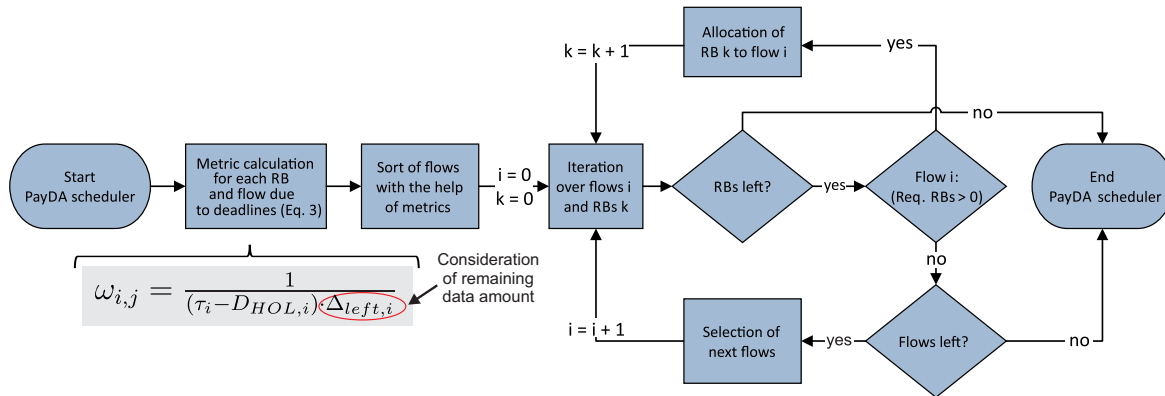 Start
PayDA scheduler
Metric calculation
for each RB
and flow due
to deadlines (Eq. 3)
Sort of flows
with the help
of metrics
i = 0
k = 0
Iteration
over flows i
and RBs k
k = k + 1
Allocation of
RB k to flow i
yes
RBs left?
yes
no
Flow i:
(Req. RBs > 0)
no
End
PayDA scheduler
i = i + 1
Selection of
next flows
yes
Flows left?
no
ω_{i,j} = \frac{1}{(τ_i − D_{HOL,i}) · Δ_{left,i}}
Consideration
of remaining
data amount